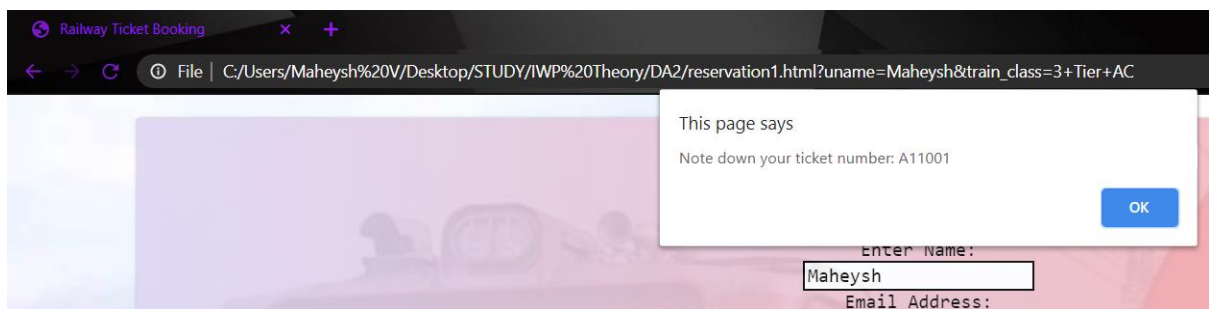 Railway Ticket Booking
File | C:/Users/Maheysh%20V/Desktop/STUDY/IWP%20Theory/DA2/reservation1.html?uname=Maheysh&train_class=3+Tier+AC
This page says
Note down your ticket number: A11001
OK
Enter Name:
Maheysh
Email Address: